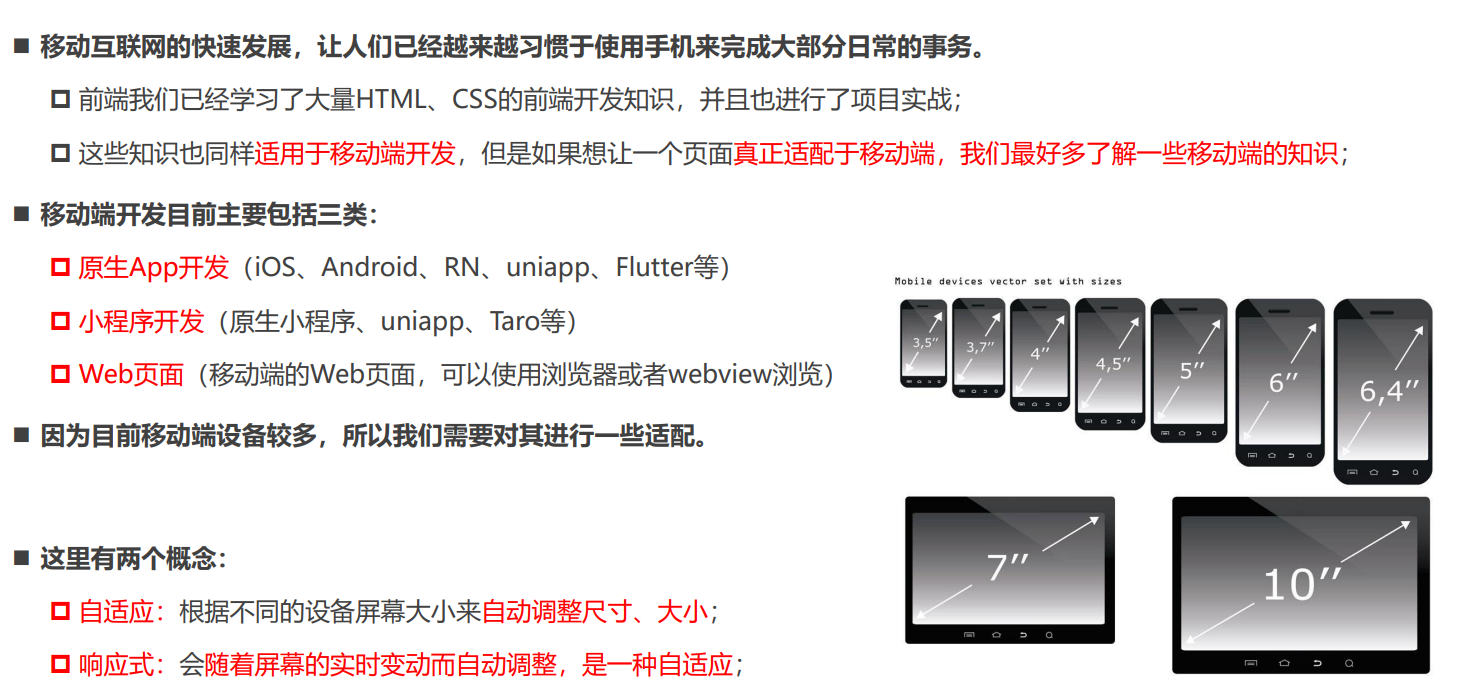 移动互联网的快速发展，让人们已经越来越习惯于使用手机来完成大部分日常的事务。
前端我们已经学习了大量HTML、CSS的前端开发知识，并且也进行了项目实战；
这些知识也同样适用于移动端开发，但是如果想让一个页面真正适配于移动端，我们最好多了解一些移动端的知识；
移动端开发目前主要包括三类：
原生App开发（iOS、Android、RN、uniapp、Flutter等）
小程序开发（原生小程序、uniapp、Taro等）
Web页面（移动端的Web页面，可以使用浏览器或者webview浏览）
因为目前移动端设备较多，所以我们需要对其进行一些适配。
这里有两个概念：
自适应：根据不同的设备屏幕大小来自动调整尺寸、大小；
响应式：会随着屏幕的实时变动而自动调整，是一种自适应；
Mobile devices vector set with sizes
3,5’’
3,7’’
4’’
4,5’’
5’’
6’’
6,4’’
7’’
10’’